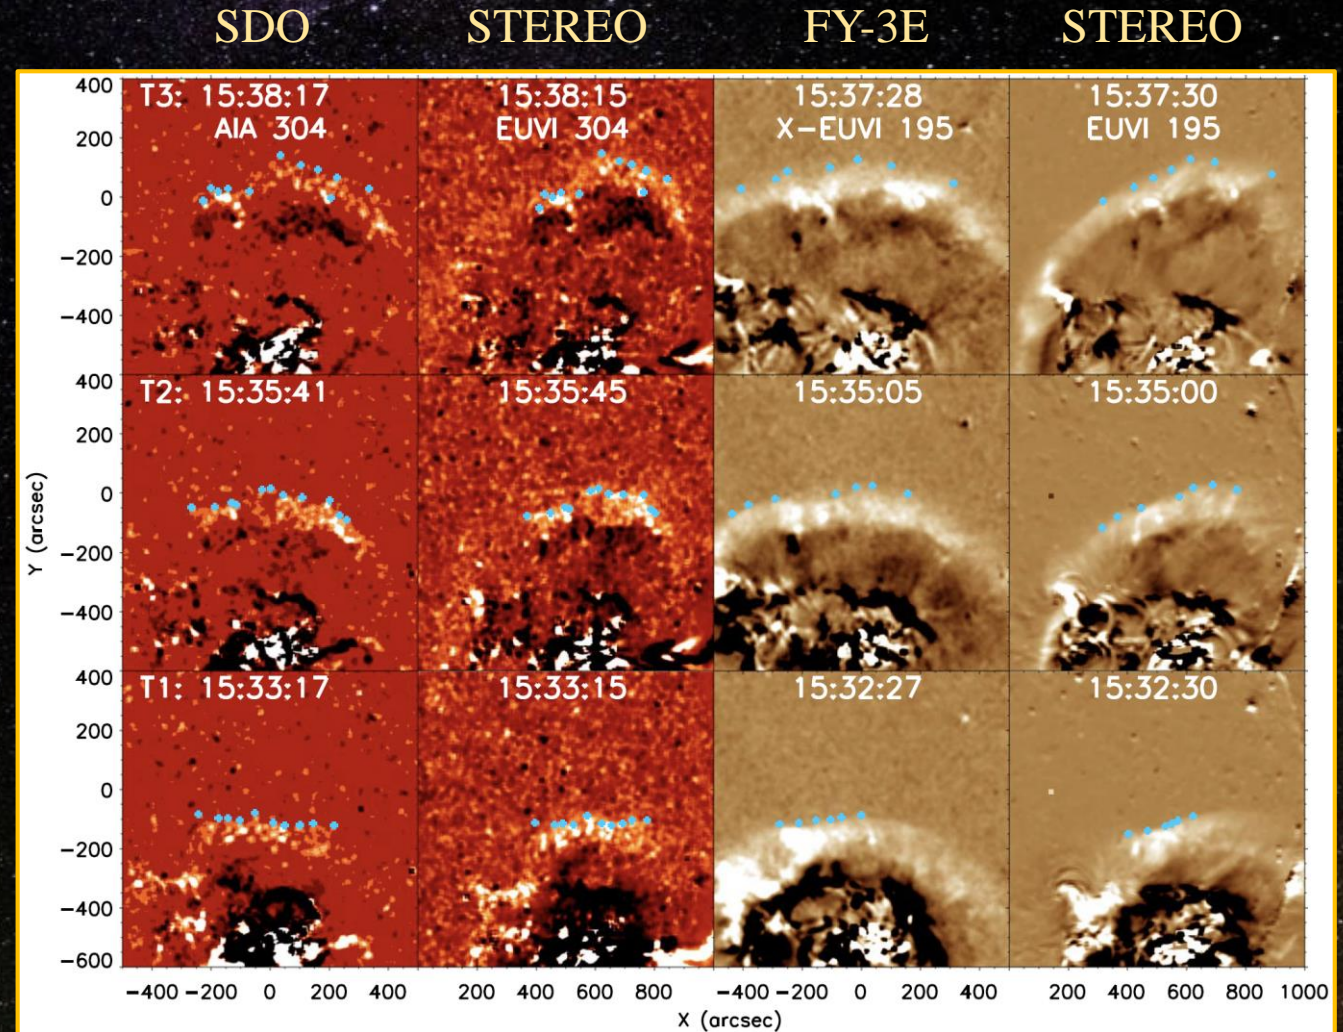 SDO STEREO FY-3E STEREO
T3: 15:38:17 15:38:15 15:37:28 15:37:30
AIA 304 EUVI 304 X-EUVI 195 EUVI 195
400
200
0
-200
-400
T2: 15:35:41 15:35:45 15:35:05 15:35:00
400
200
0
-200
-400
T1: 15:33:17 15:33:15 15:32:27 15:32:30
400
200
0
-200
-400
-600
Y (arcsec)
-400 -200 0 200 400 200 400 600 800 -400 -200 0 200 400 200 400 600 800 1000
X (arcsec)